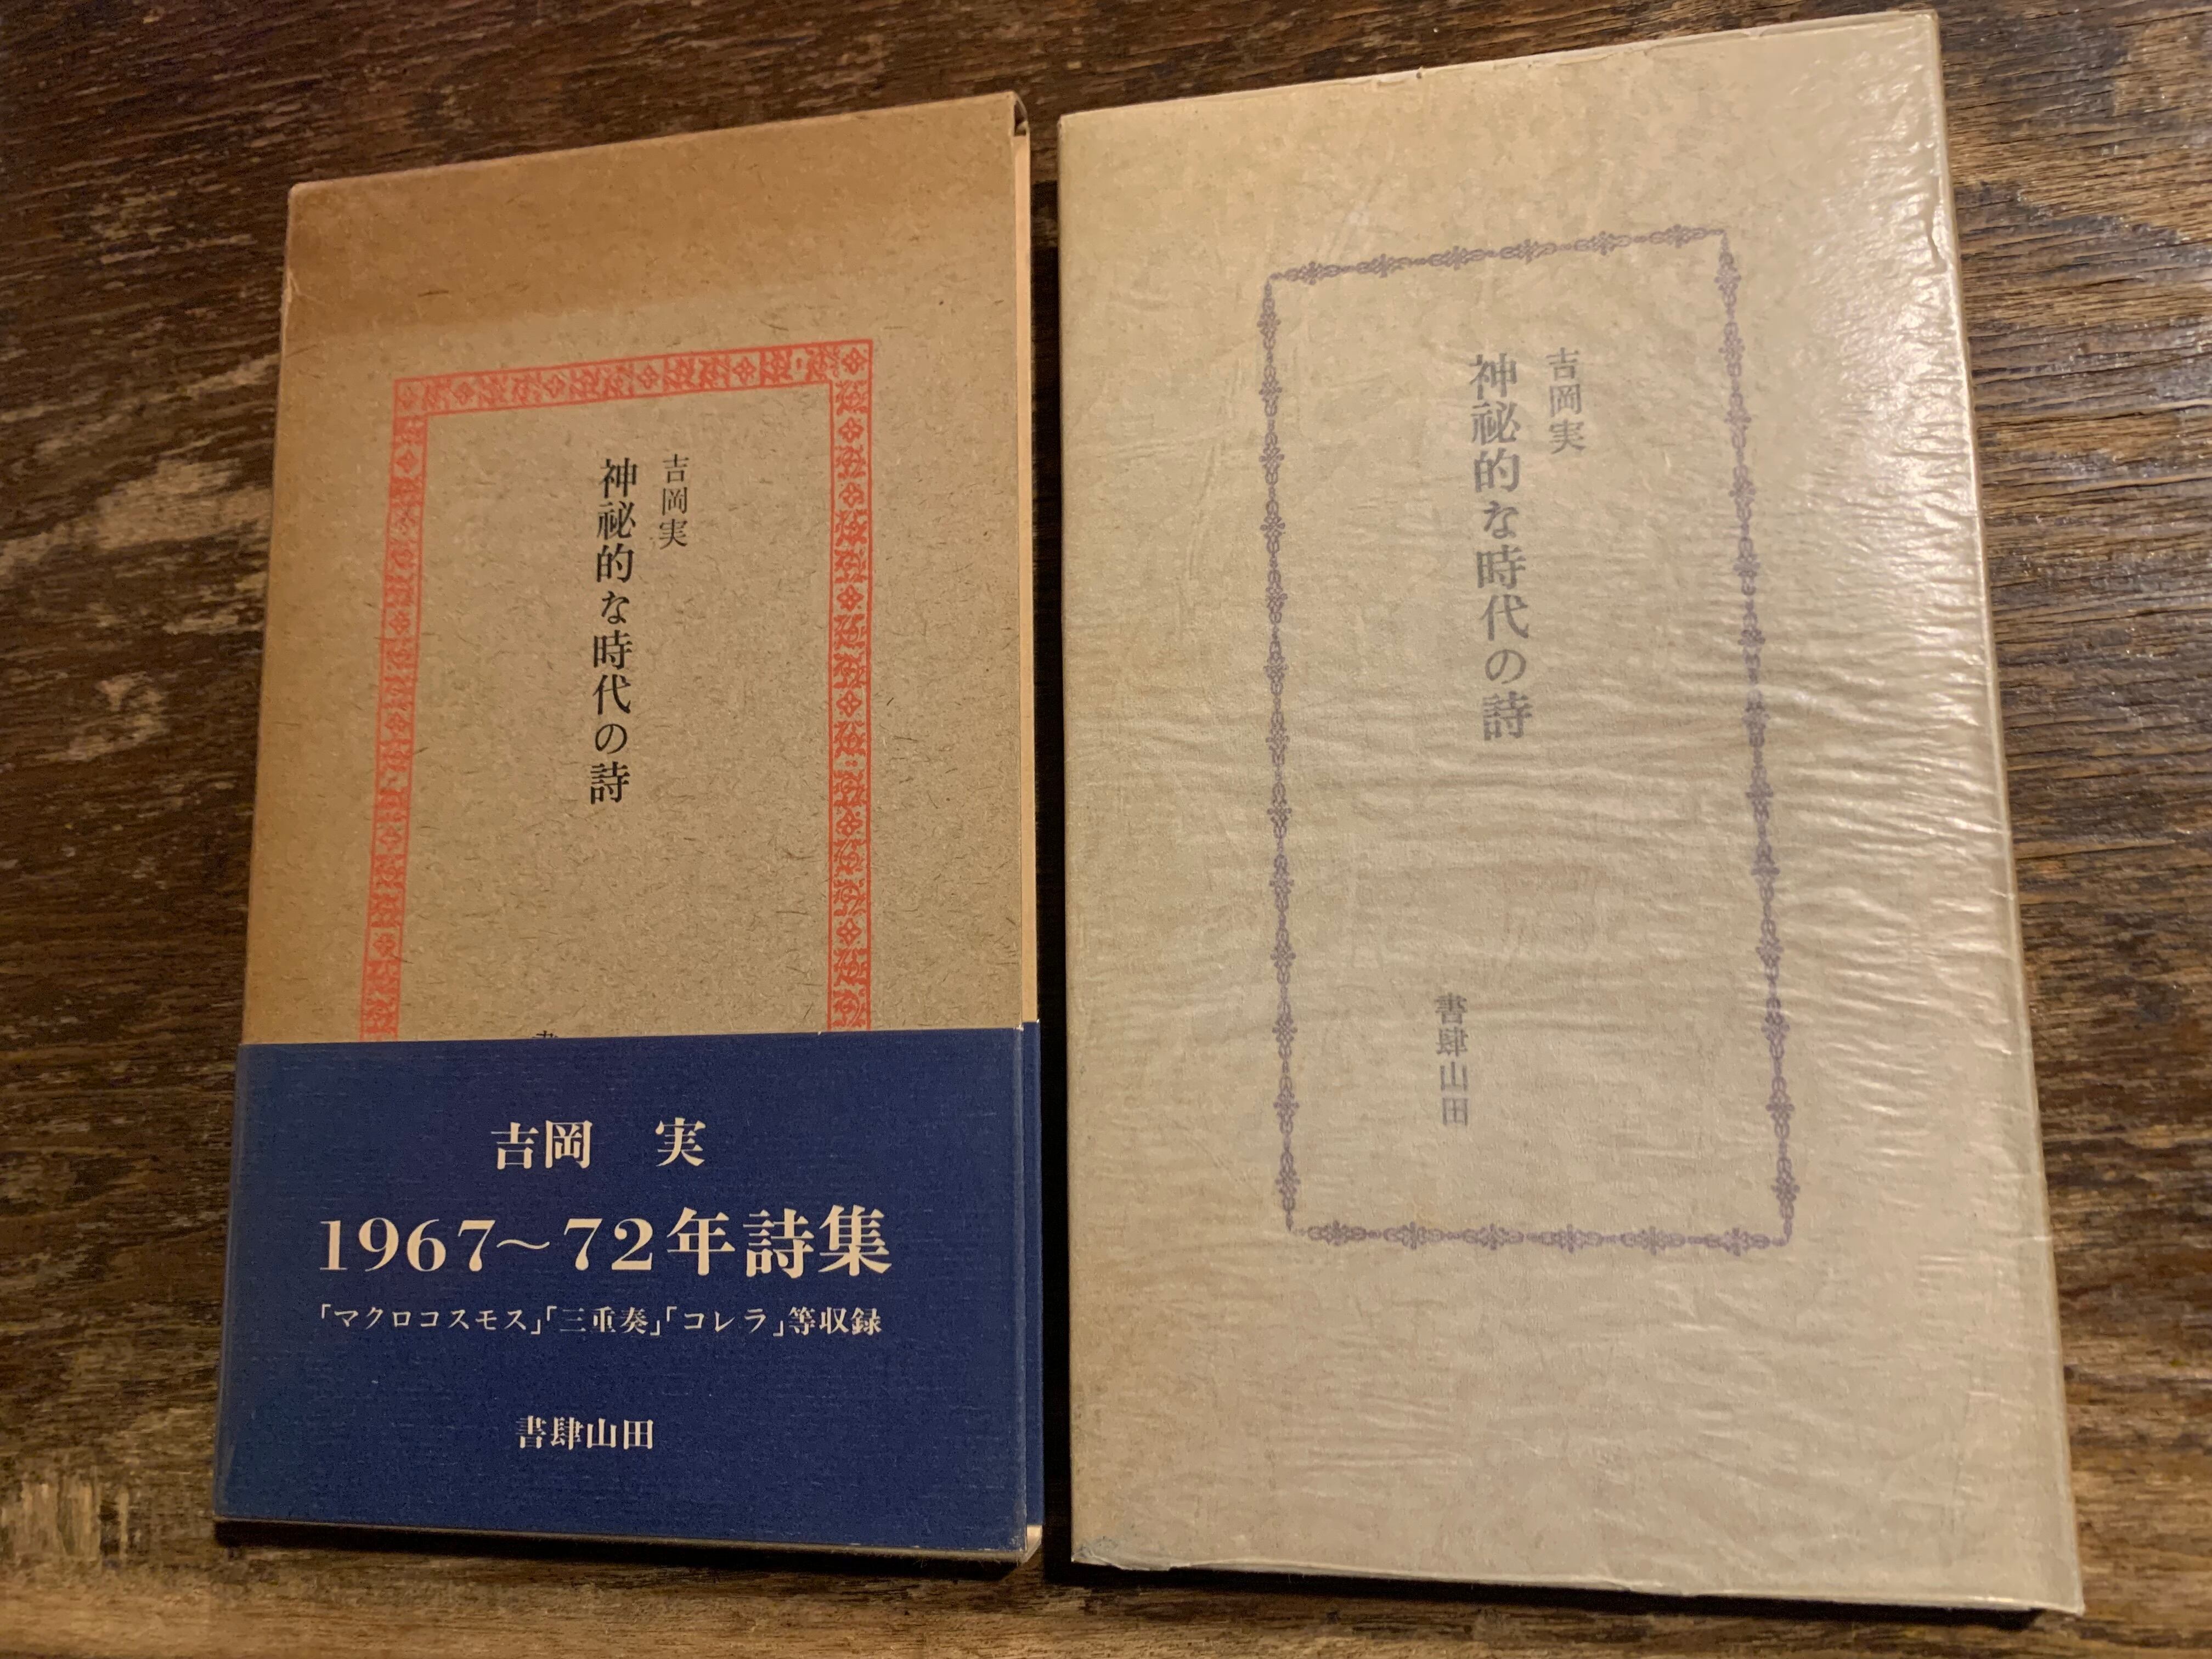 吉岡実
神祕的な時代の詩
吉岡 実
1967〜72年詩集
「マクロコスモス」「三重奏」「コレラ」等収録
書肆山田
吉岡実
神祕的な時代の詩
書肆山田